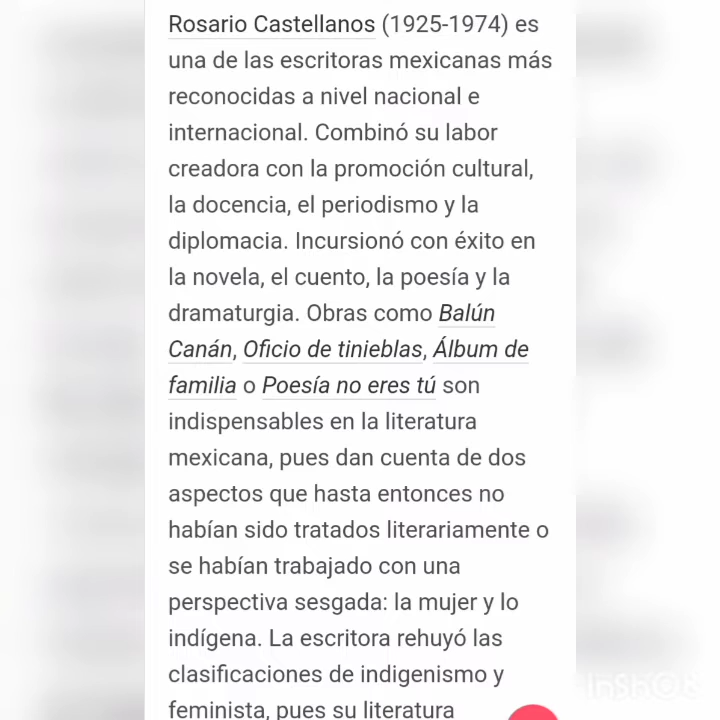 Rosario Castellanos (1925-1974) es
una de las escritoras mexicanas más
reconocidas a nivel nacional e
internacional. Combinó su labor
creadora con la promoción cultural,
la docencia, el periodismo y la
diplomacia. Incursionó con éxito en
la novela, el cuento, la poesía y la
dramaturgia. Obras como Balún
Canán, Oficio de tinieblas, Álbum de
familia o Poesía no eres tú son
indispensables en la literatura
mexicana, pues dan cuenta de dos
aspectos que hasta entonces no
habían sido tratados literariamente o
se habían trabajado con una
perspectiva sesgada: la mujer y lo
indígena. La escritora rehuyó las
clasificaciones de indigenismo y
feminista, pues su literatura
InShOt